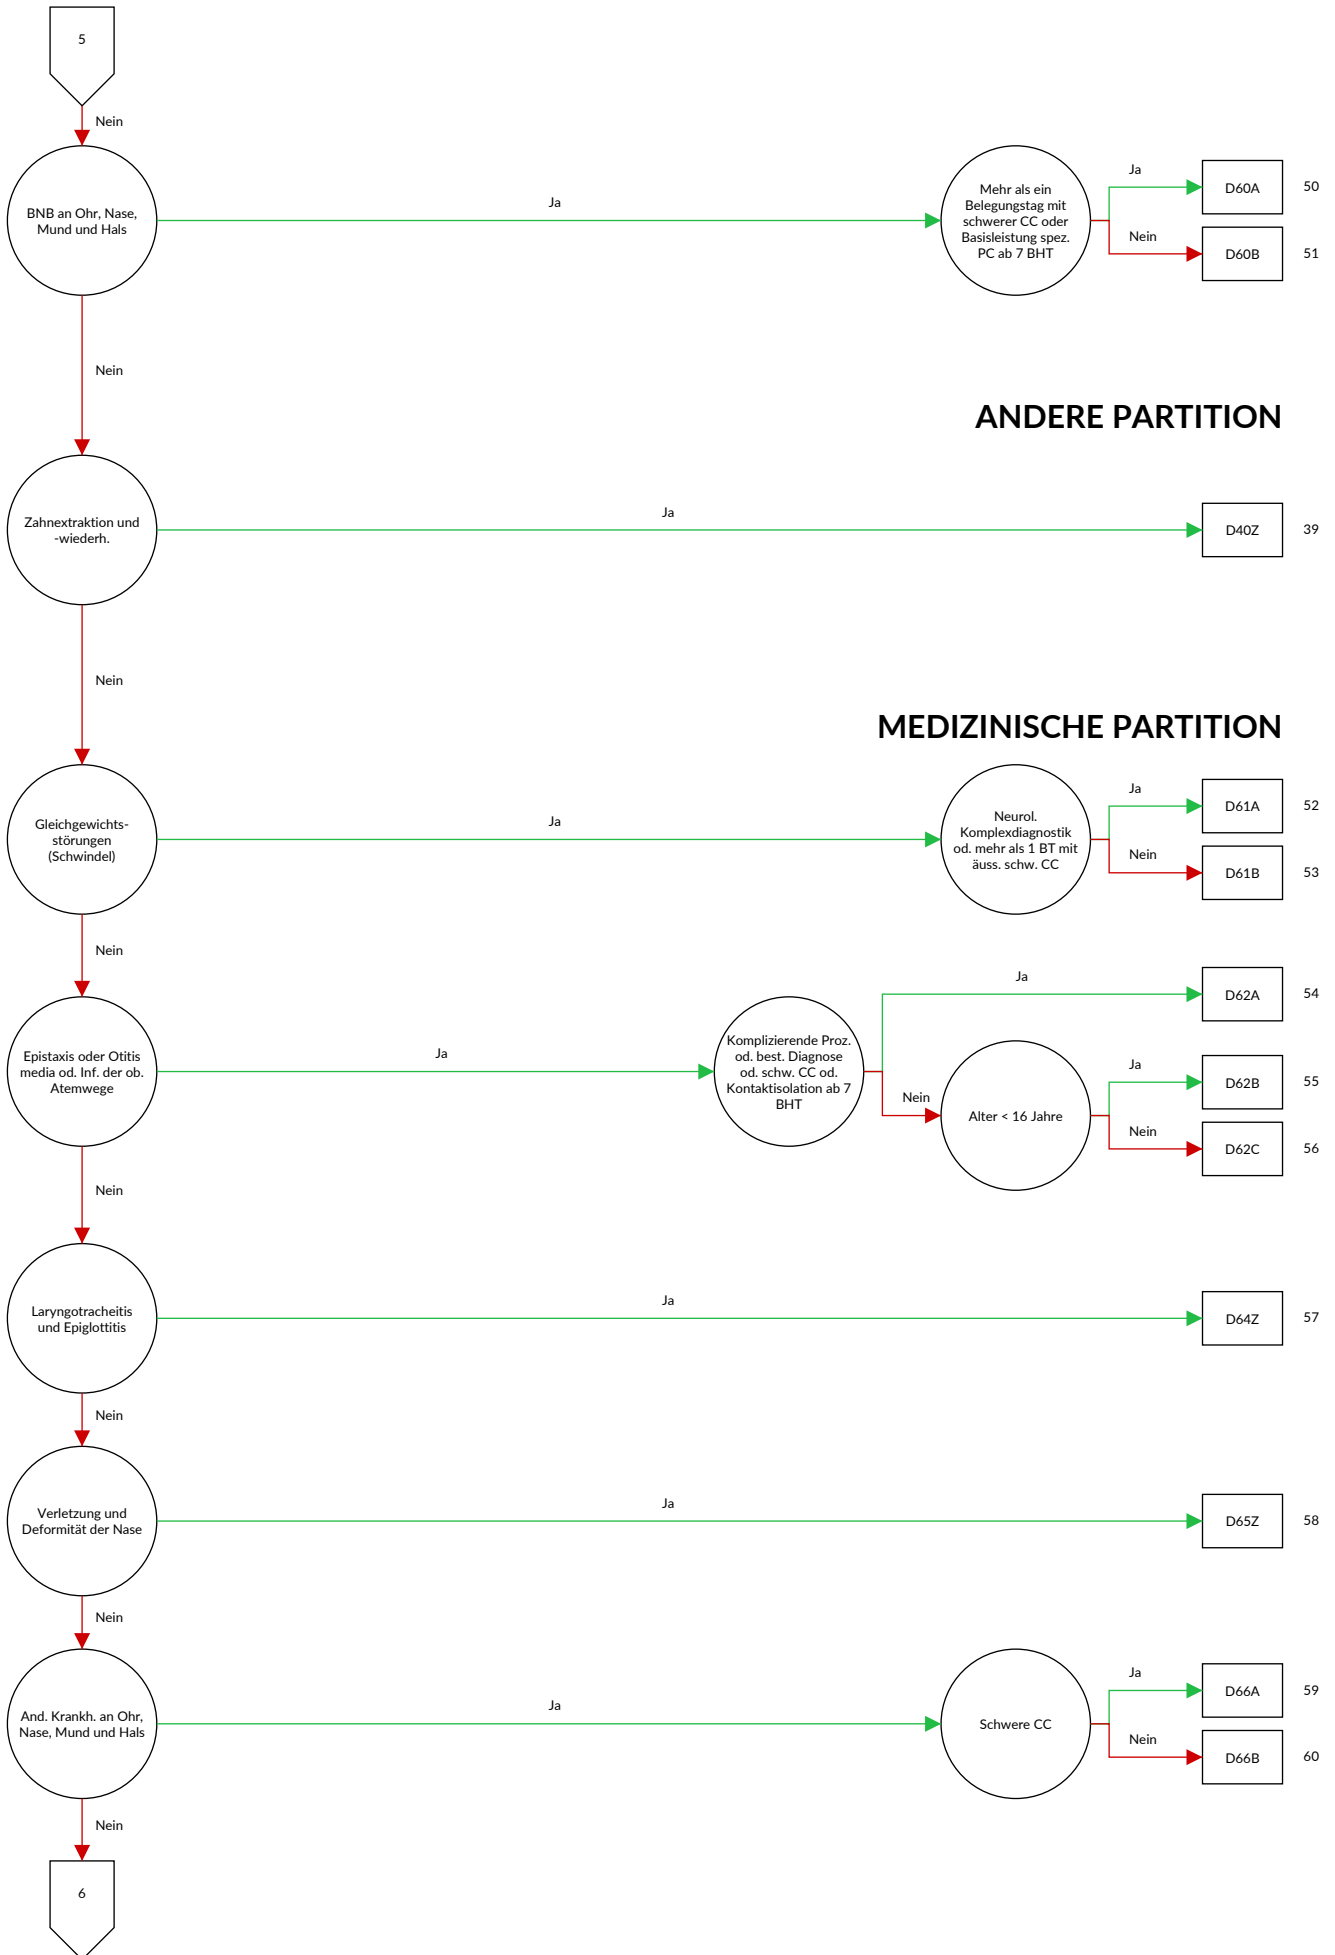 5
Nein
BNB an Ohr, Nase,
Mund und Hals
Ja
Mehr als ein
Belegungstag mit
schwerer CC oder
Basisleistung spez.
PC ab 7 BHT
Ja
D60A
50
Nein
D60B
51
Nein
ANDERE PARTITION
Zahnextraktion und
-wiederh.
Ja
D40Z
39
Nein
MEDIZINISCHE PARTITION
Gleichgewichts-
störungen
(Schwindel)
Ja
Neurol.
Komplexdiagnostik
od. mehr als 1 BT mit
äuss. schw. CC
Ja
D61A
52
Nein
D61B
53
Nein
Epistaxis oder Otitis
media od. Inf. der ob.
Atemwege
Ja
Komplizierende Proz.
od. best. Diagnose
od. schw. CC od.
Kontaktisolation ab 7
BHT
Ja
D62A
54
Nein
Alter < 16 Jahre
Ja
D62B
55
Nein
D62C
56
Nein
Laryngotracheitis
und Epiglottitis
Ja
D64Z
57
Nein
Verletzung und
Deformität der Nase
Ja
D65Z
58
Nein
And. Krankh. an Ohr,
Nase, Mund und Hals
Ja
Schwere CC
Ja
D66A
59
Nein
D66B
60
Nein
6